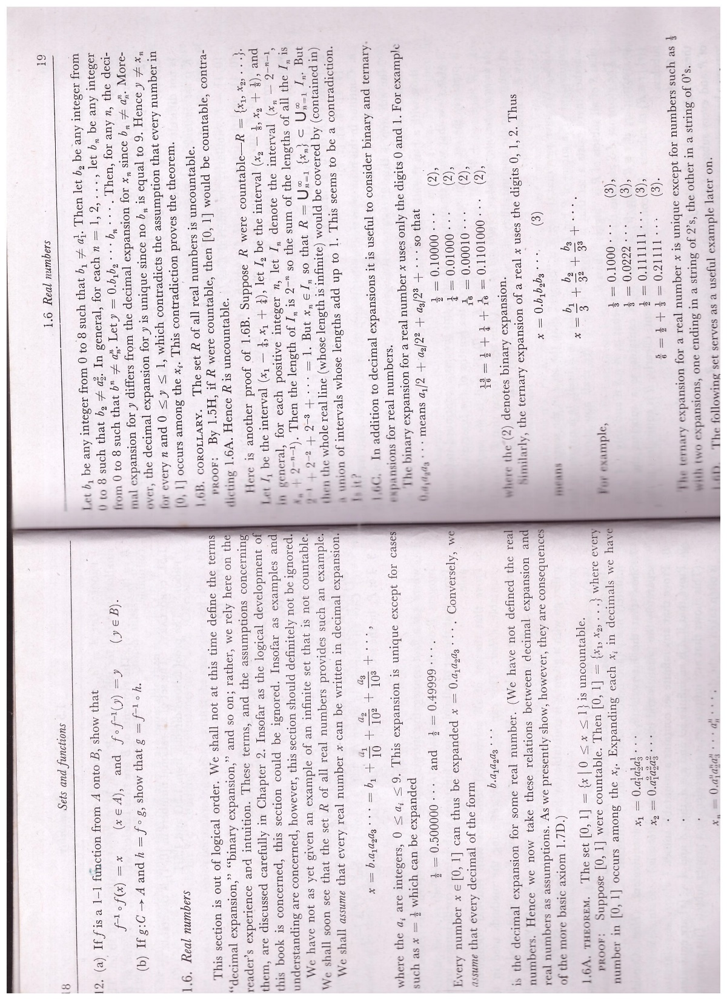 18
Sets and functions
12. (a) If f is a 1–1 function from A onto B, show that
f⁻¹ ∘ f(x) = x (x ∈ A), and f ∘ f⁻¹(y) = y (y ∈ B).
(b) If g: C → A and h = f ∘ g, show that g = f⁻¹ ∘ h.
1.6. Real numbers
This section is out of logical order. We shall not at this time define the terms
“decimal expansion,” “binary expansion,” and so on; rather, we rely here on the
reader’s experience and intuition. These terms, and the assumptions concerning
them, are discussed carefully in Chapter 2. Insofar as the logical development of
this book is concerned, this section could be ignored. Insofar as examples and
understanding are concerned, however, this section should definitely not be ignored.
We have not as yet given an example of an infinite set that is not countable.
We shall soon see that the set R of all real numbers provides such an example.
We shall assume that every real number x can be written in decimal expansion.
x = b.a₁a₂a₃ ··· = b₁ + a₁/10 + a₂/10² + a₃/10³ + ···,
where the aᵢ are integers, 0 ≤ aᵢ ≤ 9. This expansion is unique except for cases
such as x = ½ which can be expanded
½ = 0.500000 ··· and ½ = 0.49999 ···.
Every number x ∈ [0, 1] can thus be expanded x = 0.a₁a₂a₃ ···. Conversely, we
assume that every decimal of the form
b.a₁a₂a₃ ···
is the decimal expansion for some real number. (We have not defined the real
numbers. Hence we now take these relations between decimal expansion and
real numbers as assumptions. As we presently show, however, they are consequences
of the more basic axiom 1.7D.)
1.6A. THEOREM. The set [0, 1] = {x | 0 ≤ x ≤ 1} is uncountable.
PROOF: Suppose [0, 1] were countable. Then [0, 1] = {x₁, x₂, ...} where every
number in [0, 1] occurs among the xᵢ. Expanding each xᵢ in decimals we have
x₁ = 0.a₁¹a₂¹a₃¹ ···
x₂ = 0.a₁²a₂²a₃² ···
.
.
.
xₙ = 0.a₁ⁿa₂ⁿa₃ⁿ ··· aₙⁿ ···.
1.6 Real numbers
19
Let b₁ be any integer from 0 to 8 such that b₁ ≠ a₁¹. Then let b₂ be any integer from
0 to 8 such that b₂ ≠ a₂². In general, for each n = 1, 2, ..., let bₙ be any integer
from 0 to 8 such that bⁿ ≠ aₙⁿ. Let y = 0.b₁b₂ ··· bₙ ···. Then, for any n, the deci-
mal expansion for y differs from the decimal expansion for xₙ since bₙ ≠ aₙⁿ. More-
over, the decimal expansion for y is unique since no bₙ is equal to 9. Hence y ≠ xₙ
for every n and 0 ≤ y ≤ 1, which contradicts the assumption that every number in
[0, 1] occurs among the xᵢ. This contradiction proves the theorem.
1.6B. COROLLARY. The set R of all real numbers is uncountable.
PROOF: By 1.5H, if R were countable, then [0, 1] would be countable, contra-
dicting 1.6A. Hence R is uncountable.
Here is another proof of 1.6B. Suppose R were countable—R = {x₁, x₂, ...}.
Let I₁ be the interval (x₁ − ¼, x₁ + ¼), let I₂ be the interval (x₂ − ⅛, x₂ + ⅛), and
in general, for each positive integer n, let Iₙ denote the interval (xₙ − 2⁻ⁿ⁻¹,
xₙ + 2⁻ⁿ⁻¹). Then the length of Iₙ is 2⁻ⁿ so the sum of the lengths of all the Iₙ is
2⁻¹ + 2⁻² + 2⁻³ + ··· = 1. But xₙ ∈ Iₙ so that R = ⋃ₙ₌₁^∞ {xₙ} ⊂ ⋃ₙ₌₁^∞ Iₙ. But
then the whole real line (whose length is infinite) would be covered by (contained in)
a union of intervals whose lengths add up to 1. This seems to be a contradiction.
Is it?
1.6C. In addition to decimal expansions it is useful to consider binary and ternary
expansions for real numbers.
The binary expansion for a real number x uses only the digits 0 and 1. For example
0.a₁a₂a₃ ··· means a₁/2 + a₂/2² + a₃/2³ + ··· so that
½ = 0.10000 ··· (2),
¼ = 0.01000 ··· (2),
1/16 = 0.00010 ··· (2),
13/16 = ½ + ¼ + 1/16 = 0.1101000 ··· (2),
where the (2) denotes binary expansion.
Similarly, the ternary expansion of a real x uses the digits 0, 1, 2. Thus
x = 0.b₁b₂b₃ ··· (3)
means
x = b₁/3 + b₂/3² + b₃/3³ + ···.
For example,
⅓ = 0.1000 ··· (3),
⅓ = 0.0222 ··· (3),
½ = 0.111111 ··· (3),
⅚ = ½ + ⅓ = 0.21111 ··· (3).
The ternary expansion for a real number x is unique except for numbers such as ⅓
with two expansions, one ending in a string of 2’s, the other in a string of 0’s.
1.6D. The following set serves as a useful example later on.